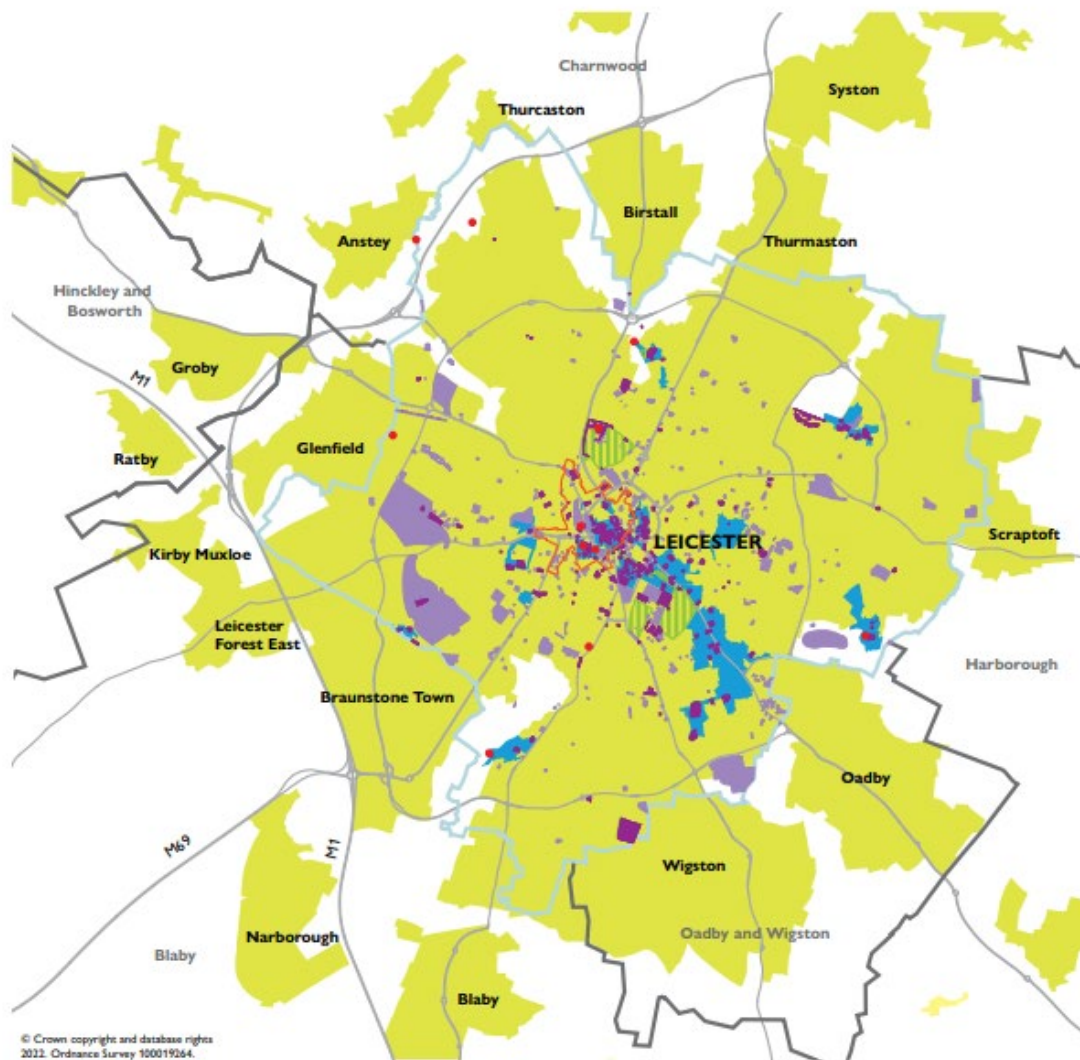 Charnwood
Syston
Thurcaston
Birstall
Anstey
Thurmaston
Hinckley and
Bosworth
Groby
M1
Glenfield
Ratby
LEICESTER
Scraptoft
Kirby Muxloe
Leicester
Forest East
Harborough
Braunstone Town
Oadby
M69
M1
Wigston
Narborough
Oadby and Wigston
Blaby
Blaby
© Crown copyright and database rights
2022. Ordnance Survey 100019264.